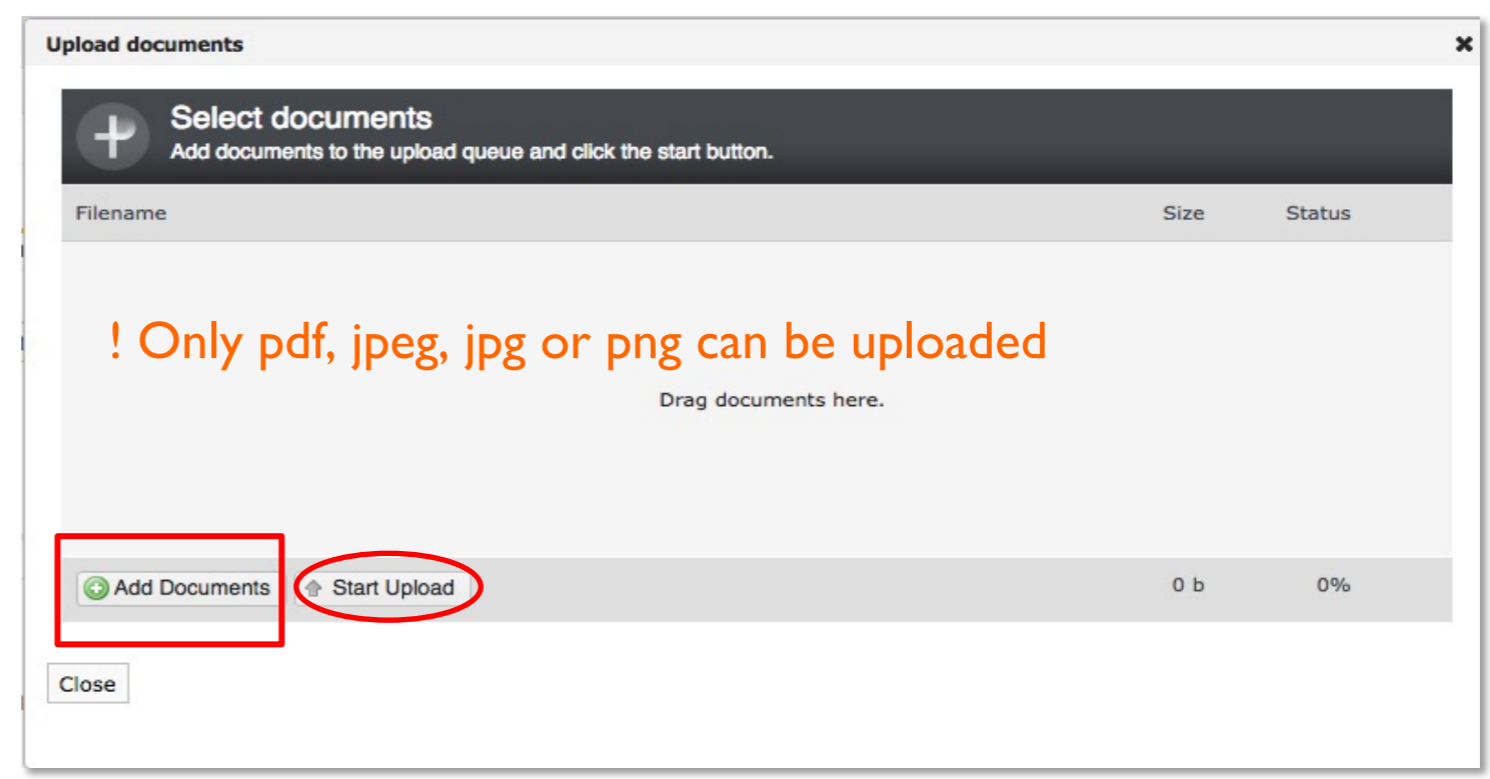 Upload documents
Select documents
Add documents to the upload queue and click the start button.
Filename Size Status
! Only pdf, jpeg, jpg or png can be uploaded
Drag documents here.
Add Documents Start Upload 0 b 0%
Close